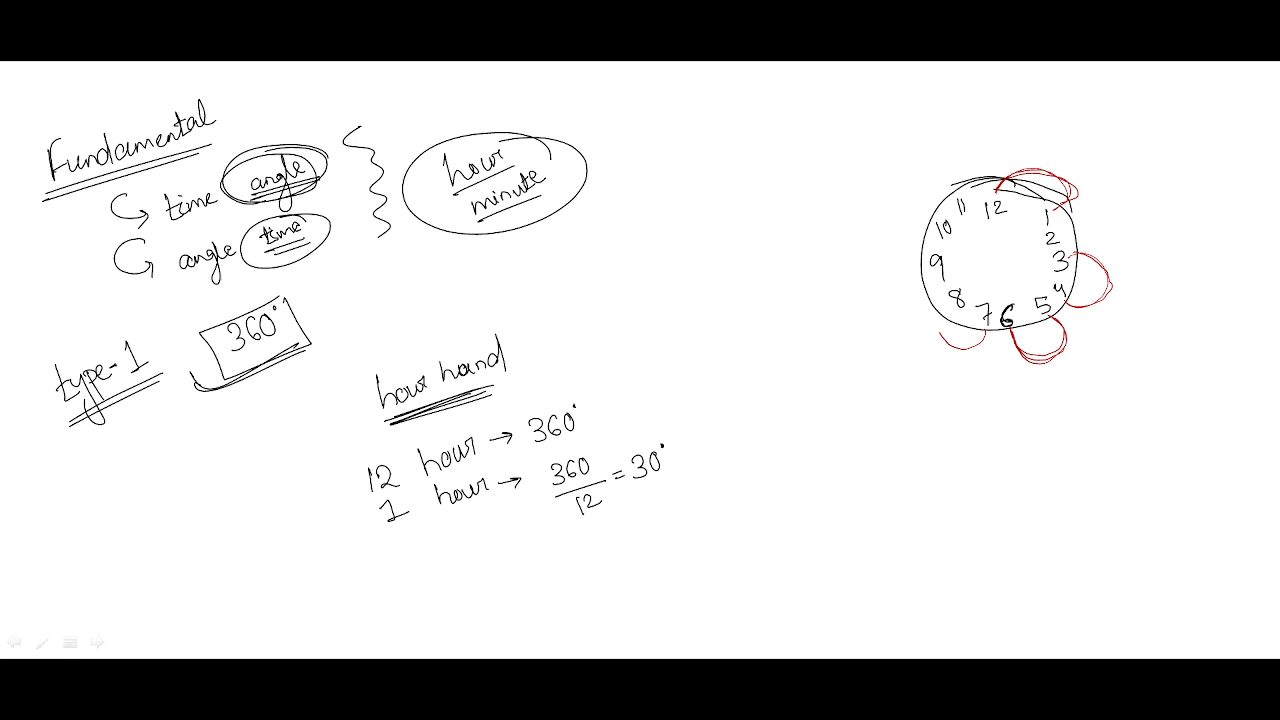 Fundamental
time angle
angle time
hour
minute
type-1
360°
hour hand
12 hour → 360°
1 hour → 360/12 = 30°
12
1
2
3
4
5
6
7
8
9
10
11